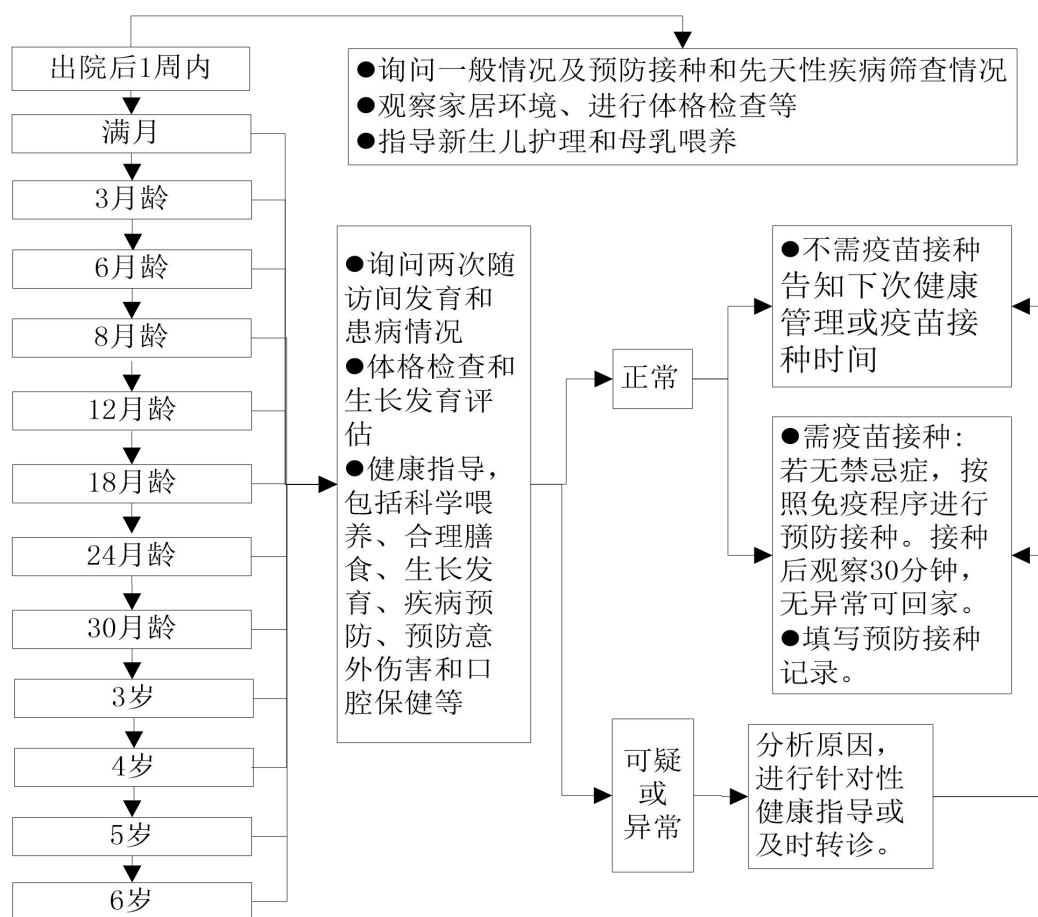 出院后1周内
满月
3月龄
6月龄
8月龄
12月龄
18月龄
24月龄
30月龄
3岁
4岁
5岁
6岁
●询问一般情况及预防接种和先天性疾病筛查情况
●观察家居环境、进行体格检查等
●指导新生儿护理和母乳喂养
●询问两次随
访间发育和
患病情况
●体格检查和
生长发育评
估
●健康指导，
包括科学喂
养、合理膳
食、生长发
育、疾病预
防、预防意
外伤害和口
腔保健等
正常
●不需疫苗接种
告知下次健康
管理或疫苗接
种时间
●需疫苗接种:
若无禁忌症，按
照免疫程序进行
预防接种。接种
后观察30分钟，
无异常可回家。
●填写预防接种
记录。
可疑
或
异常
分析原因，
进行针对性
健康指导或
及时转诊。